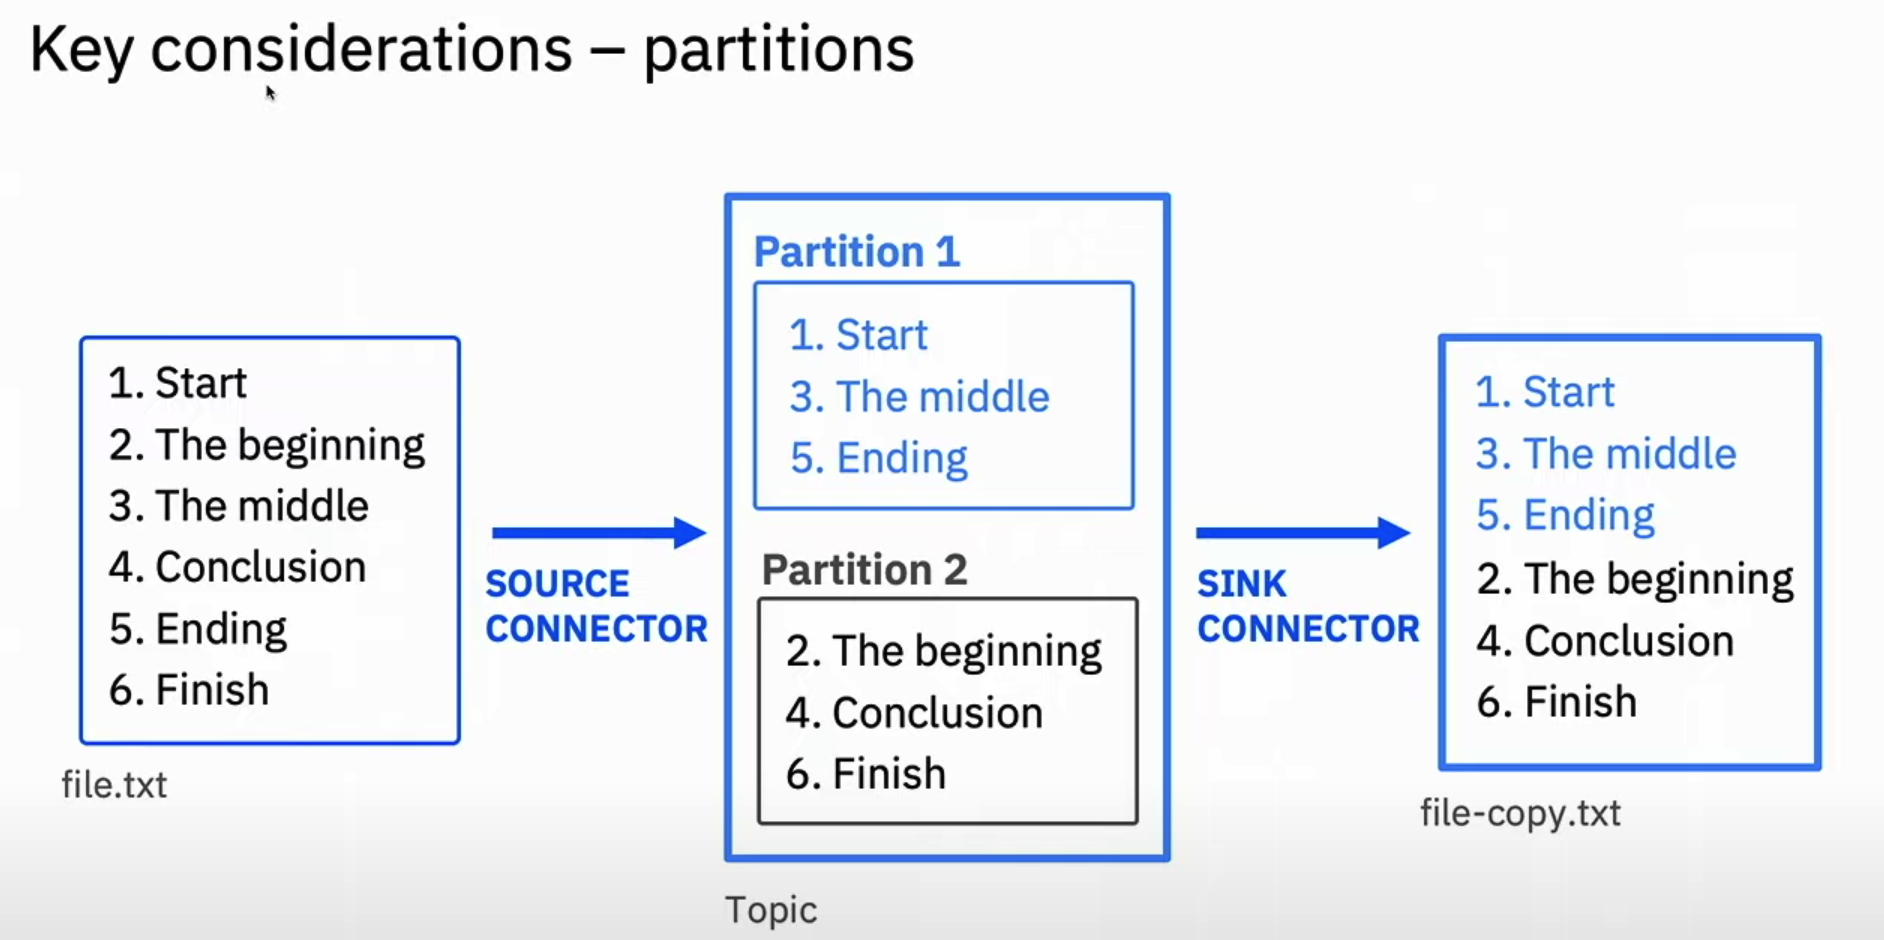 Key considerations – partitions
1. Start
2. The beginning
3. The middle
4. Conclusion
5. Ending
6. Finish
file.txt
SOURCE
CONNECTOR
Partition 1
1. Start
3. The middle
5. Ending
Partition 2
2. The beginning
4. Conclusion
6. Finish
Topic
SINK
CONNECTOR
1. Start
3. The middle
5. Ending
2. The beginning
4. Conclusion
6. Finish
file-copy.txt